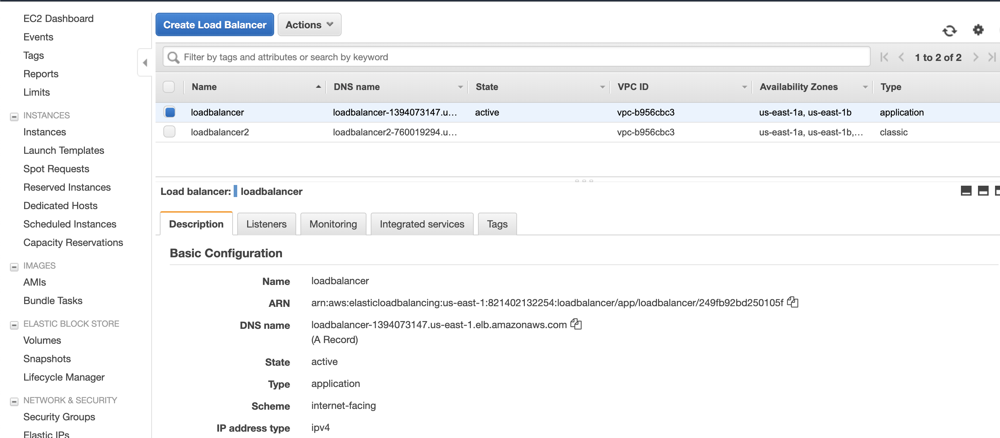 EC2 Dashboard
Events
Tags
Reports
Limits
INSTANCES
Instances
Launch Templates
Spot Requests
Reserved Instances
Dedicated Hosts
Scheduled Instances
Capacity Reservations
IMAGES
AMIs
Bundle Tasks
ELASTIC BLOCK STORE
Volumes
Snapshots
Lifecycle Manager
NETWORK & SECURITY
Security Groups
Elastic IPs
Create Load Balancer Actions
Filter by tags and attributes or search by keyword 1 to 2 of 2
Name DNS name State VPC ID Availability Zones Type
loadbalancer loadbalancer-1394073147.u... active vpc-b956cbc3 us-east-1a, us-east-1b application
loadbalancer2 loadbalancer2-760019294.u... vpc-b956cbc3 us-east-1a, us-east-1b,... classic
Load balancer: loadbalancer
Description Listeners Monitoring Integrated services Tags
Basic Configuration
Name loadbalancer
ARN arn:aws:elasticloadbalancing:us-east-1:821402132254:loadbalancer/app/loadbalancer/249fb92bd250105f
DNS name loadbalancer-1394073147.us-east-1.elb.amazonaws.com
(A Record)
State active
Type application
Scheme internet-facing
IP address type ipv4